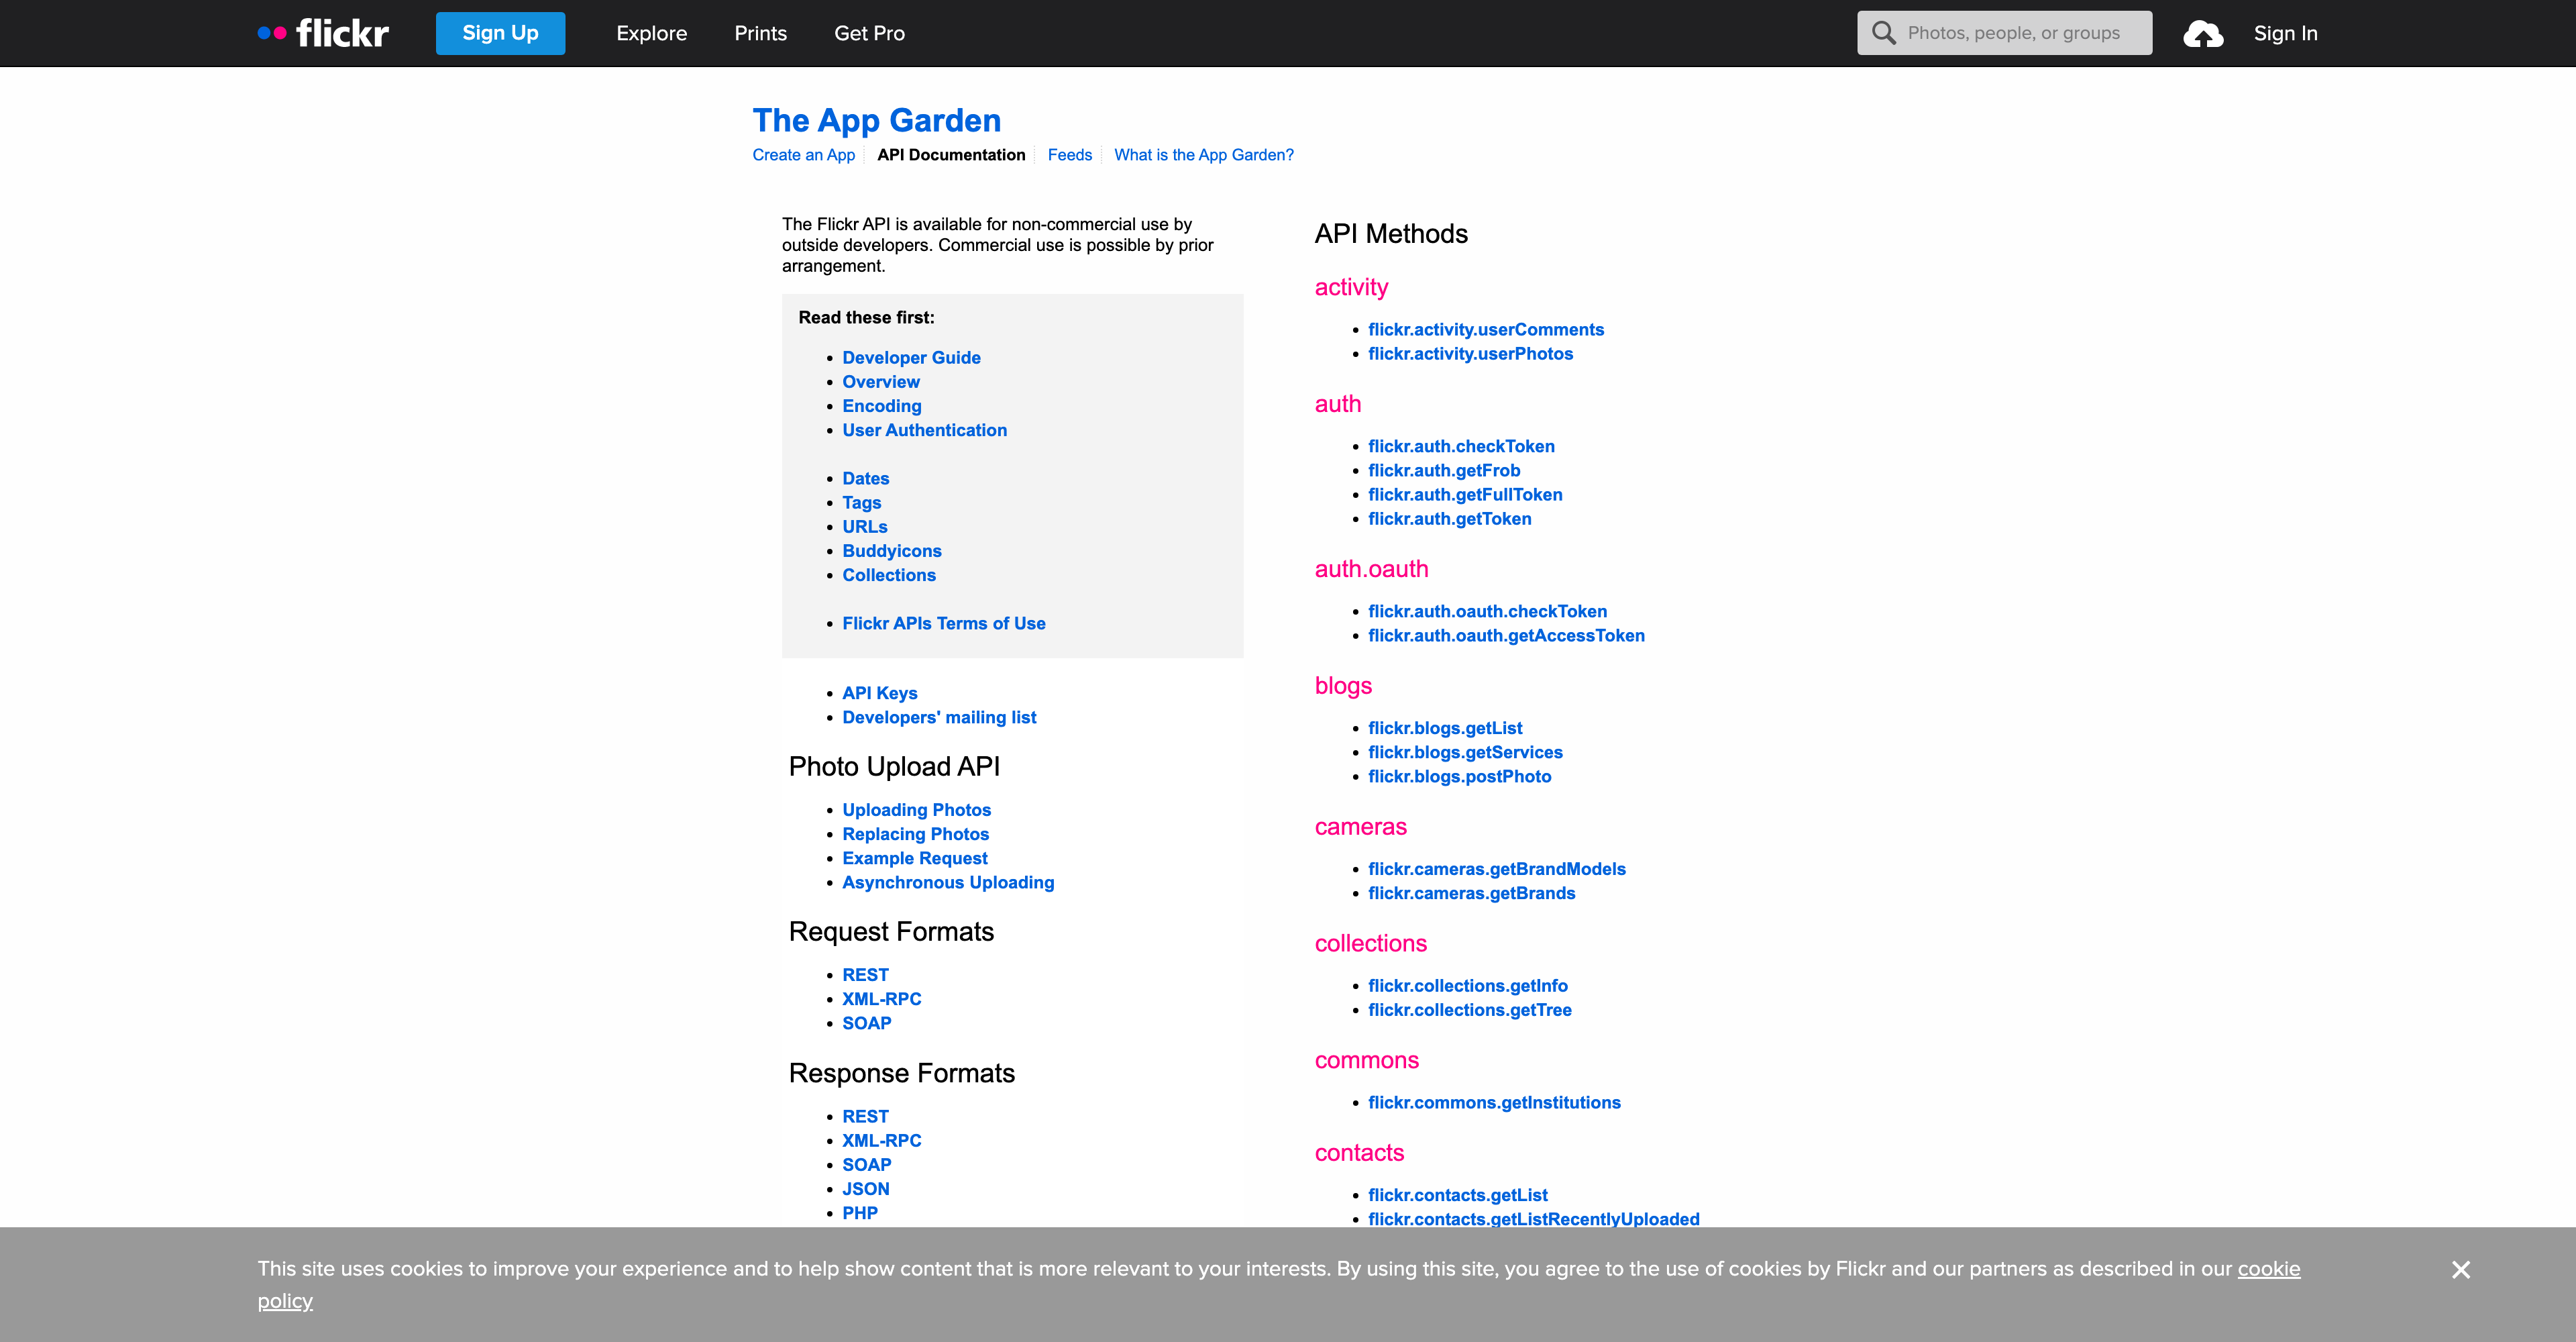 flickr
Sign Up
Explore
Prints
Get Pro
Photos, people, or groups
Sign In
The App Garden
Create an App
API Documentation
Feeds
What is the App Garden?
The Flickr API is available for non-commercial use by
outside developers. Commercial use is possible by prior
arrangement.
Read these first:
Developer Guide
Overview
Encoding
User Authentication
Dates
Tags
URLs
Buddyicons
Collections
Flickr APIs Terms of Use
API Keys
Developers' mailing list
Photo Upload API
Uploading Photos
Replacing Photos
Example Request
Asynchronous Uploading
Request Formats
REST
XML-RPC
SOAP
Response Formats
REST
XML-RPC
SOAP
JSON
PHP
API Methods
activity
flickr.activity.userComments
flickr.activity.userPhotos
auth
flickr.auth.checkToken
flickr.auth.getFrob
flickr.auth.getFullToken
flickr.auth.getToken
auth.oauth
flickr.auth.oauth.checkToken
flickr.auth.oauth.getAccessToken
blogs
flickr.blogs.getList
flickr.blogs.getServices
flickr.blogs.postPhoto
cameras
flickr.cameras.getBrandModels
flickr.cameras.getBrands
collections
flickr.collections.getInfo
flickr.collections.getTree
commons
flickr.commons.getInstitutions
contacts
flickr.contacts.getList
flickr.contacts.getListRecentlyUploaded
This site uses cookies to improve your experience and to help show content that is more relevant to your interests. By using this site, you agree to the use of cookies by Flickr and our partners as described in our cookie
policy